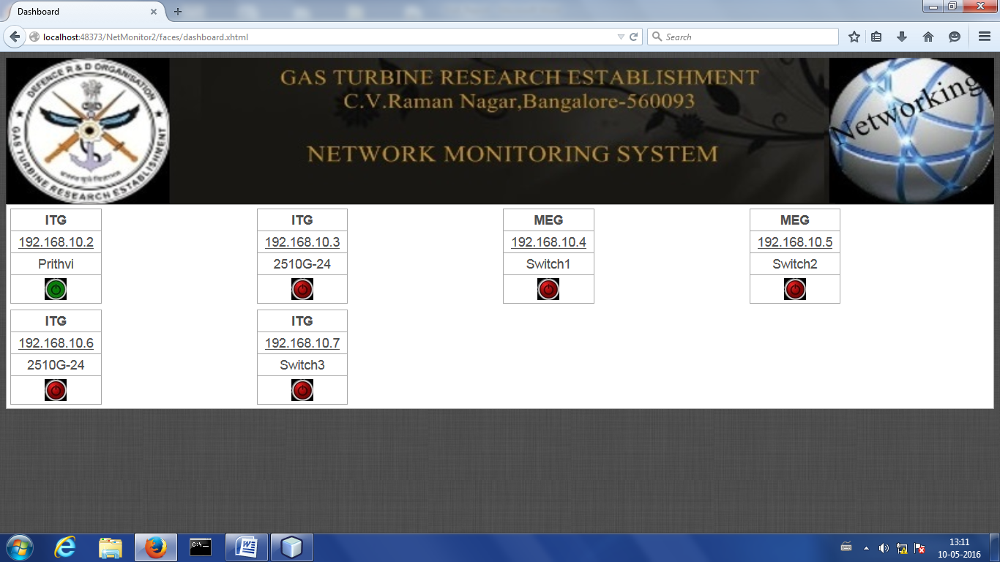 Dashboard
localhost:48373/NetMonitor2/faces/dashboard.xhtml
Search
DEFENCE R & D ORGANISATION
GAS TURBINE RESEARCH ESTABLISHMENT
GAS TURBINE RESEARCH ESTABLISHMENT
C.V.Raman Nagar,Bangalore-560093
NETWORK MONITORING SYSTEM
Networking
ITG
192.168.10.2
Prithvi
ITG
192.168.10.3
2510G-24
MEG
192.168.10.4
Switch1
MEG
192.168.10.5
Switch2
ITG
192.168.10.6
2510G-24
ITG
192.168.10.7
Switch3
C:\_
13:11
10-05-2016